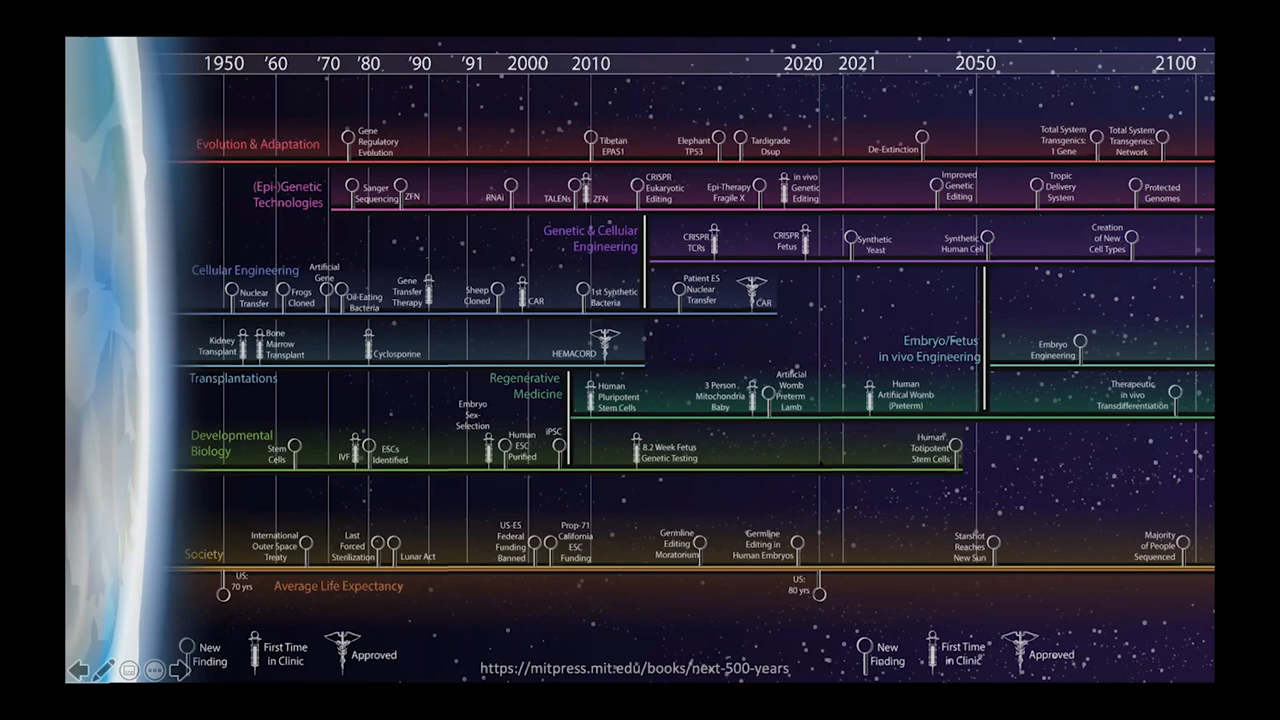 1950 '60 '70 '80 '90 '91 2000 2010 2020 2021 2050 2100
Evolution & Adaptation
Gene
Regulatory
Evolution
Tibetan
EPAS1
Elephant
TP53
Tardigrade
Dsup
De-Extinction
Total System
Transgenics:
1 Gene
Total System
Transgenics:
Network
(Epi-)Genetic
Technologies
Sanger
Sequencing
ZFN
RNAi
TALENs
ZFN
CRISPR
Eukaryotic
Editing
Epi-Therapy
Fragile X
in vivo
Genetic
Editing
Improved
Genetic
Editing
Tropic
Delivery
System
Protected
Genomes
Genetic & Cellular
Engineering
CRISPR
TCRs
CRISPR
Fetus
Synthetic
Yeast
Synthetic
Human Cell
Creation
of New
Cell Types
Cellular Engineering
Nuclear
Transfer
Frogs
Cloned
Artificial
Gene
Oil-Eating
Bacteria
Gene
Transfer
Therapy
Sheep
Cloned
CAR
1st Synthetic
Bacteria
Patient ES
Nuclear
Transfer
CAR
Kidney
Transplant
Bone
Marrow
Transplant
Cyclosporine
HEMACORD
Embryo/Fetus
in vivo Engineering
Embryo
Engineering
Transplantations
Regenerative
Medicine
Human
Pluripotent
Stem Cells
3 Person
Mitochondria
Baby
Artificial
Womb
Preterm
Lamb
Human
Artifiical Womb
(Preterm)
Therapeutic
in vivo
Transdifferentiation
Developmental
Biology
Stem
Cells
IVF
ESCs
Identified
Embryo
Sex-
Selection
Human
ESC
Purified
iPSC
8.2 Week Fetus
Genetic Testing
Human
Totipotent
Stem Cells
Society
International
Outer Space
Treaty
Last
Forced
Sterilization
Lunar Act
US-ES
Federal
Funding
Banned
Prop-71
California
ESC
Funding
Germline
Editing
Moratorium
Germline
Editing in
Human Embryos
Starshot
Reaches
New Sun
Majority
of People
Sequenced
US:
70 yrs
Average Life Expectancy
US:
80 yrs
New
Finding
First Time
in Clinic
Approved
https://mitpress.mit.edu/books/next-500-years
New
Finding
First Time
in Clinic
Approved